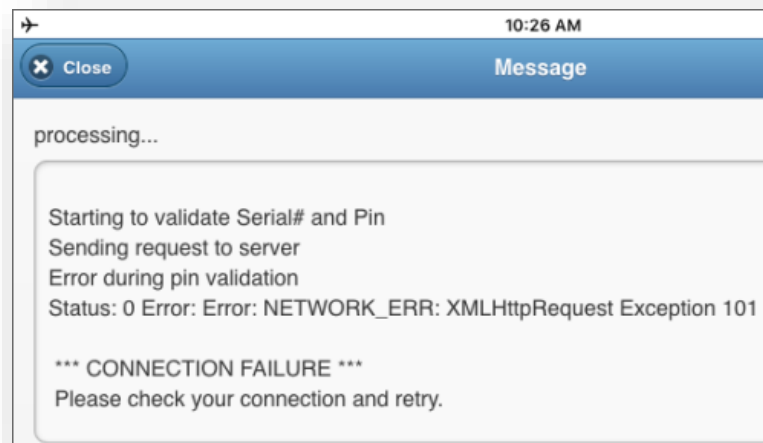 10:26 AM
Close
Message
processing...
Starting to validate Serial# and Pin
Sending request to server
Error during pin validation
Status: 0 Error: Error: NETWORK_ERR: XMLHttpRequest Exception 101
*** CONNECTION FAILURE ***
Please check your connection and retry.